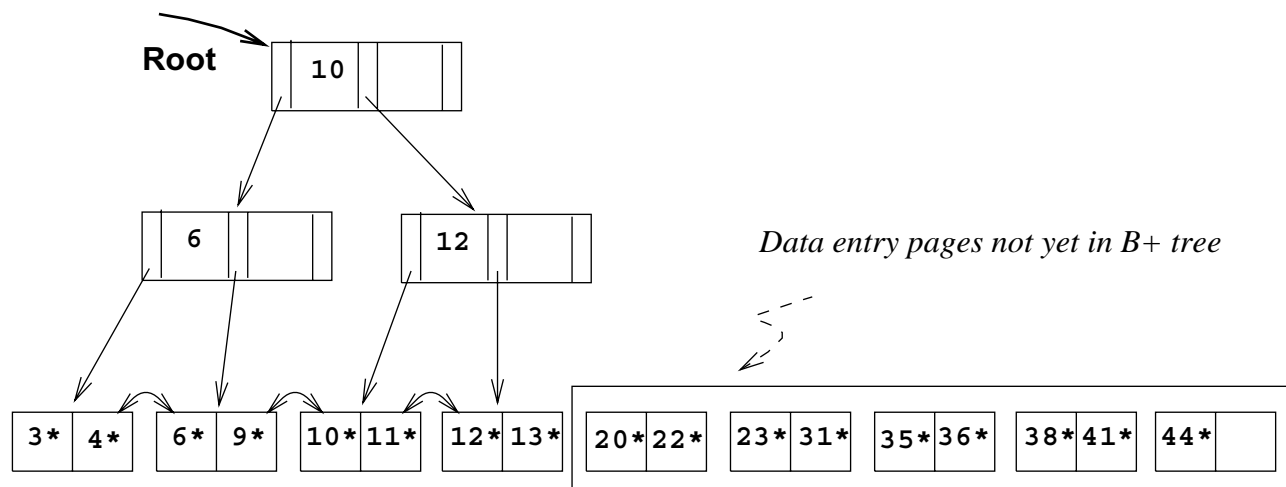 Root
10
6
12
Data entry pages not yet in B+ tree
3* 4* 6* 9* 10* 11* 12* 13* 20* 22* 23* 31* 35* 36* 38* 41* 44*